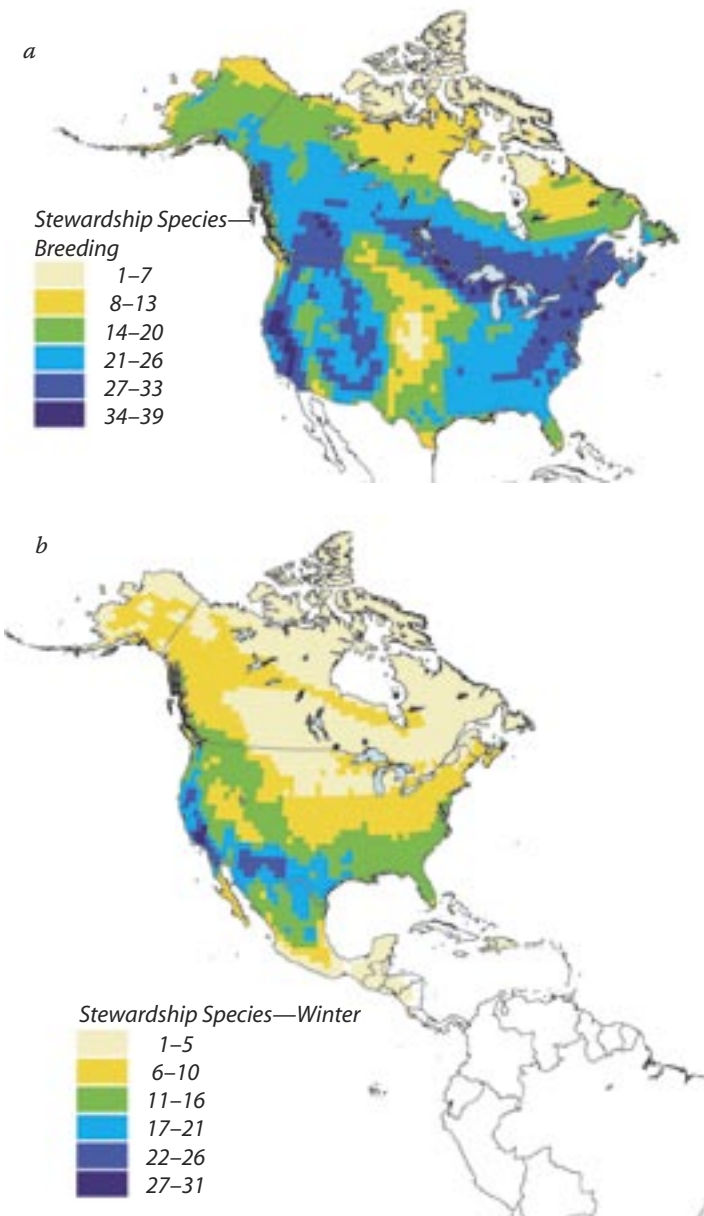 a
Stewardship Species—
Breeding
1–7
8–13
14–20
21–26
27–33
34–39
b
Stewardship Species—Winter
1–5
6–10
11–16
17–21
22–26
27–31